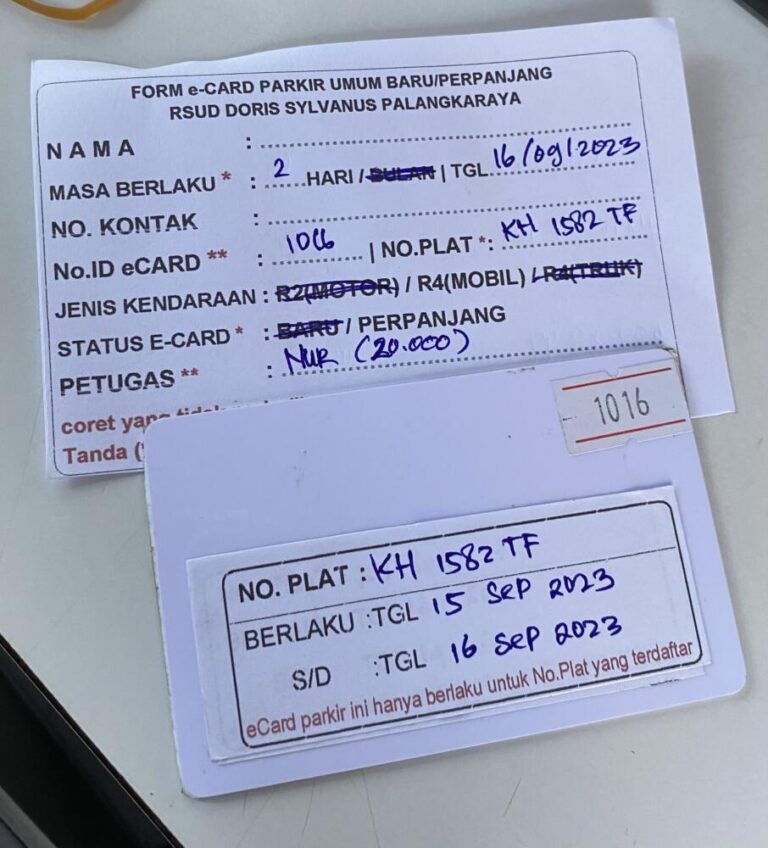 FORM e-CARD PARKIR UMUM BARU/PERPANJANG
RSUD DORIS SYLVANUS PALANGKARAYA
NAMA :
MASA BERLAKU * : 2 HARI / BULAN | TGL 16/09/2023
NO. KONTAK :
No.ID eCARD ** : 1016 | NO.PLAT *: KH 1582 TF
JENIS KENDARAAN : R2(MOTOR) / R4(MOBIL) / R4(TRUK)
STATUS E-CARD * : BARU / PERPANJANG
PETUGAS ** : NUR (20.000)
coret yang
Tanda (
1016
NO. PLAT : KH 1582 TF
BERLAKU :TGL 15 SEP 2023
S/D :TGL 16 SEP 2023
eCard parkir ini hanya berlaku untuk No.Plat yang terdaftar